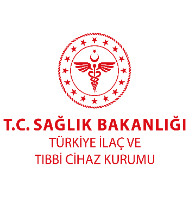 T.C. SAĞLIK BAKANLIĞI
TÜRKİYE İLAÇ VE
TIBBİ CİHAZ KURUMU